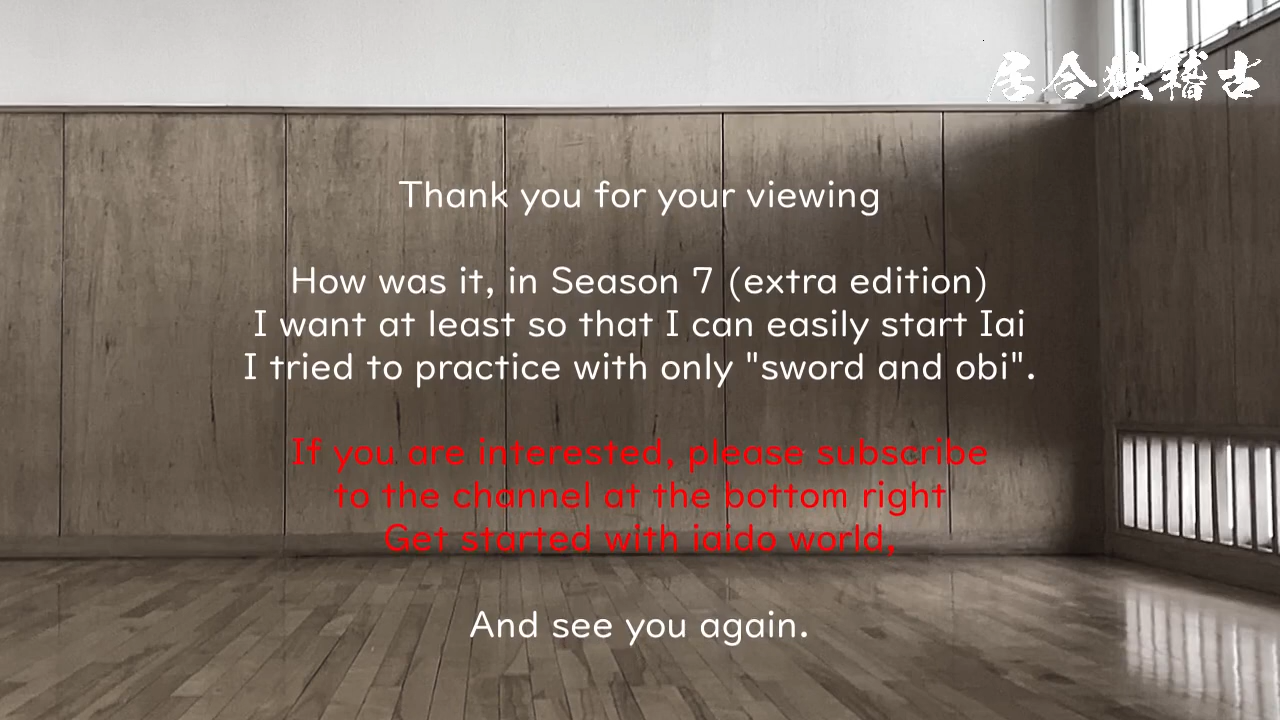 居合独稽古
Thank you for your viewing
How was it, in Season 7 (extra edition)
I want at least so that I can easily start Iai
I tried to practice with only "sword and obi".
If you are interested, please subscribe
to the channel at the bottom right
Get started with iaido world,
And see you again.